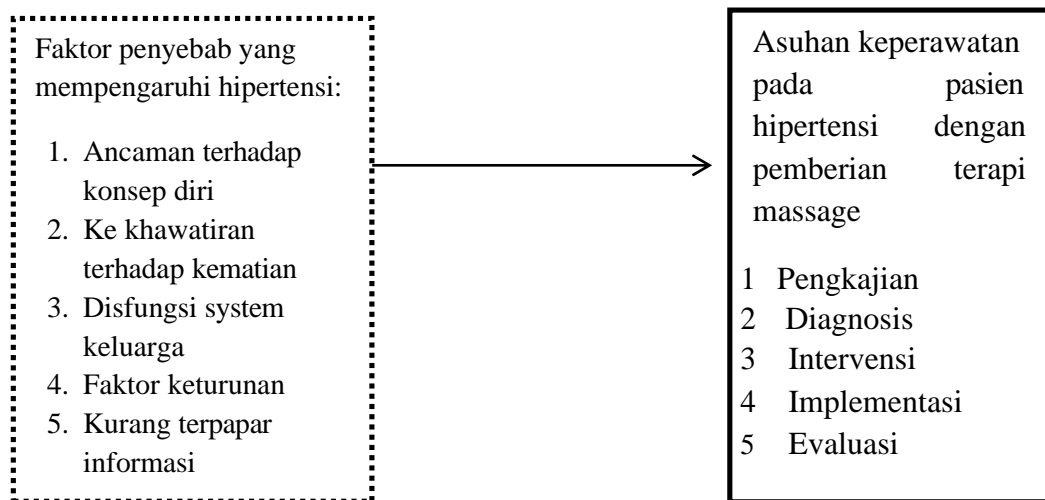 Faktor penyebab yang
mempengaruhi hipertensi:
1. Ancaman terhadap
konsep diri
2. Ke khawatiran
terhadap kematian
3. Disfungsi system
keluarga
4. Faktor keturunan
5. Kurang terpapar
informasi
Asuhan keperawatan
pada pasien
hipertensi dengan
pemberian terapi
massage
1 Pengkajian
2 Diagnosis
3 Intervensi
4 Implementasi
5 Evaluasi